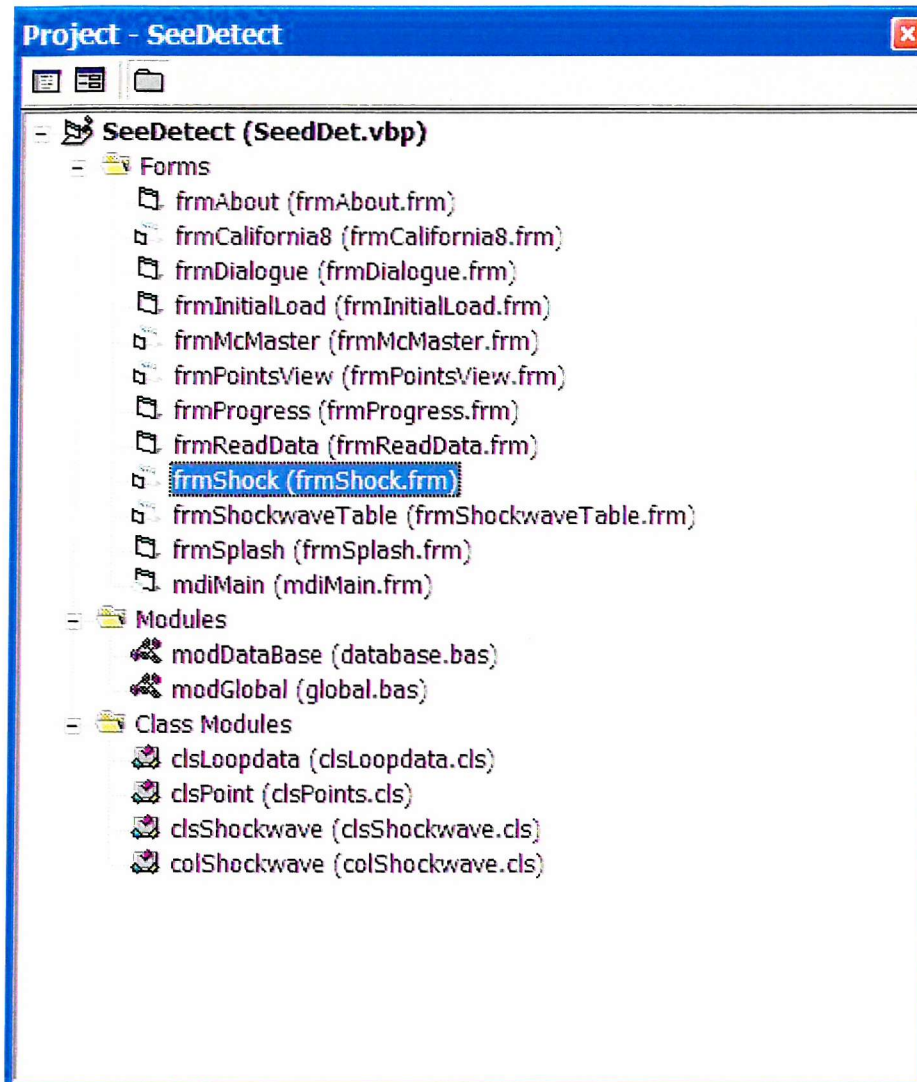 Project - SeeDetect
SeeDetect (SeedDet.vbp)
Forms
frmAbout (frmAbout.frm)
frmCalifornia8 (frmCalifornia8.frm)
frmDialogue (frmDialogue.frm)
frmInitialLoad (frmInitialLoad.frm)
frmMcMaster (frmMcMaster.frm)
frmPointsView (frmPointsView.frm)
frmProgress (frmProgress.frm)
frmReadData (frmReadData.frm)
frmShock (frmShock.frm)
frmShockwaveTable (frmShockwaveTable.frm)
frmSplash (frmSplash.frm)
mdiMain (mdiMain.frm)
Modules
modDataBase (database.bas)
modGlobal (global.bas)
Class Modules
clsLoopdata (clsLoopdata.cls)
clsPoint (clsPoints.cls)
clsShockwave (clsShockwave.cls)
colShockwave (colShockwave.cls)